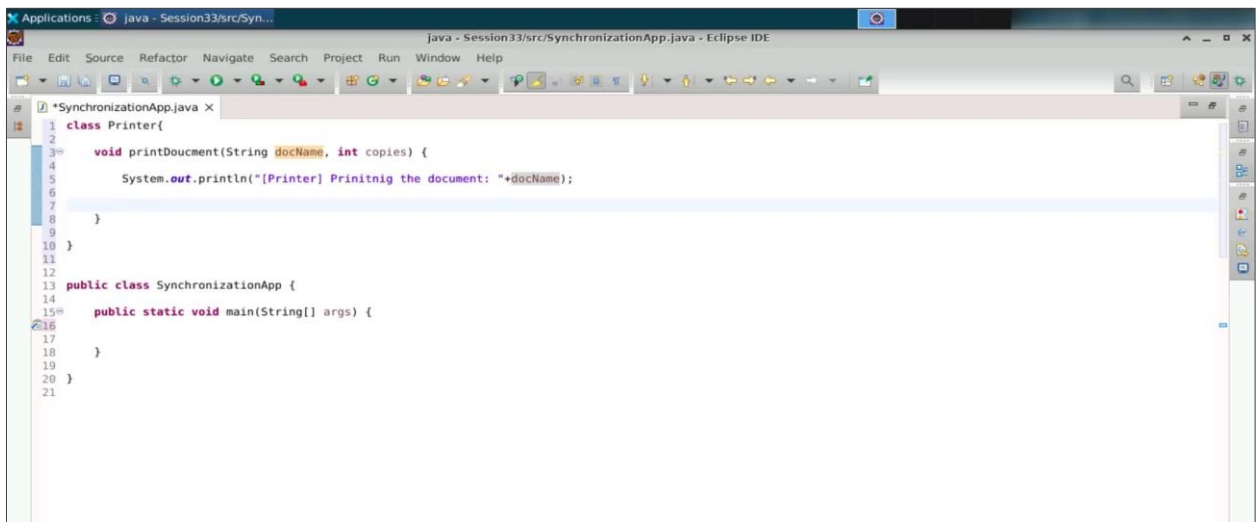 Applications : java - Session33/src/Syn...
java - Session33/src/SynchronizationApp.java - Eclipse IDE
File Edit Source Refactor Navigate Search Project Run Window Help
*SynchronizationApp.java
1 class Printer{
2
3 void printDoucment(String docName, int copies) {
4
5 System.out.println("[Printer] Prinitnig the document: "+docName);
6
7
8 }
9
10 }
11
12
13 public class SynchronizationApp {
14
15 public static void main(String[] args) {
16
17
18 }
19
20 }
21